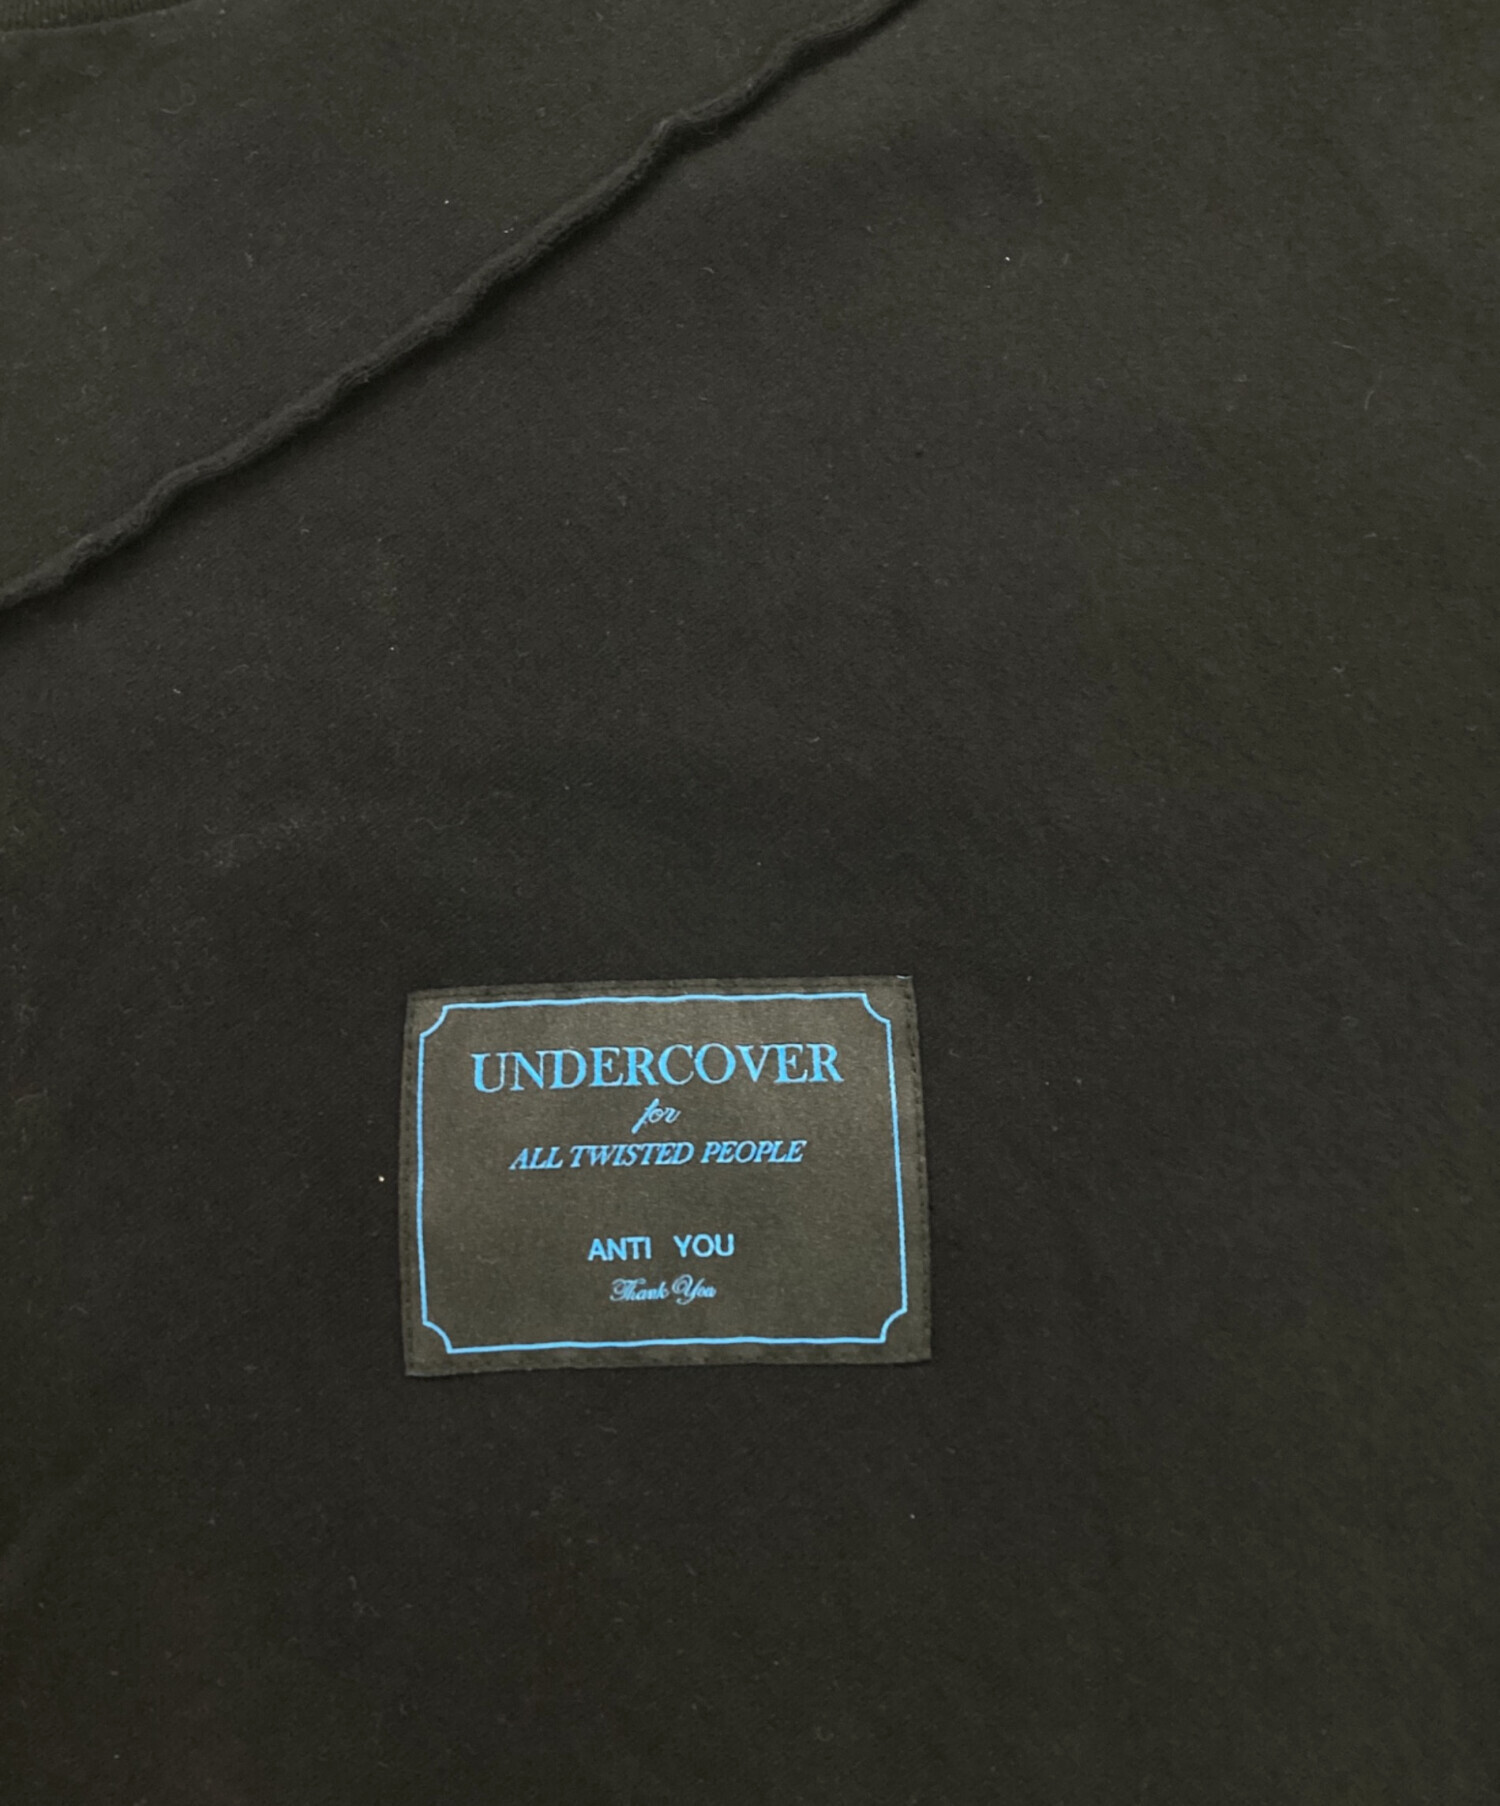 UNDERCOVER
for
ALL TWISTED PEOPLE
ANTI YOU
Thank You